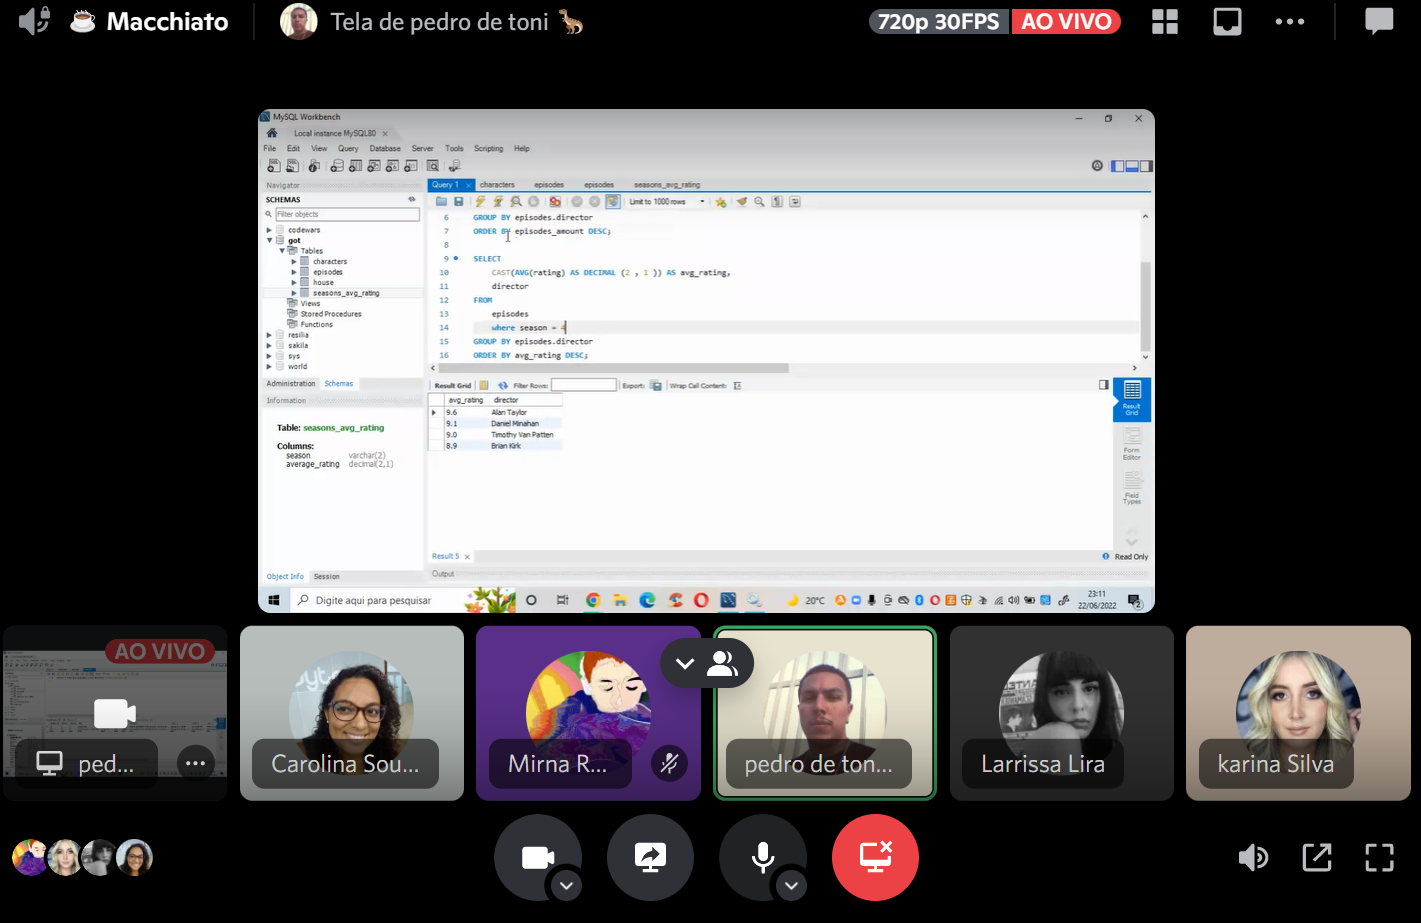 Macchiato
Tela de pedro de toni 🦕
720p 30FPS AO VIVO
MySQL Workbench
Local instance MySQL80 ×
File Edit View Query Database Server Tools Scripting Help
Navigator
SCHEMAS
Filter objects
codewars
got
Tables
characters
episodes
house
seasons_avg_rating
Views
Stored Procedures
Functions
resilia
sakila
sys
world
Administration Schemas
Information
Table: seasons_avg_rating
Columns:
season varchar(2)
average_rating decimal(2,1)
Object Info Session
Query 1 × characters episodes episodes seasons_avg_rating
Limit to 1000 rows
6 GROUP BY episodes.director
7 ORDER BY episodes_amount DESC;
8
9 SELECT
10 CAST(AVG(rating) AS DECIMAL (2 , 1 )) AS avg_rating,
11 director
12 FROM
13 episodes
14 where season = 4
15 GROUP BY episodes.director
16 ORDER BY avg_rating DESC;
Result Grid Filter Rows: Export: Wrap Cell Content:
avg_rating director
9.6 Alan Taylor
9.1 Daniel Minahan
9.0 Timothy Van Patten
8.9 Brian Kirk
Result Grid
Form Editor
Field Types
Result 5 × Read Only
Output
Digite aqui para pesquisar
20°C
23:11
22/06/2022
2
AO VIVO
ped...
Carolina Sou...
Mirna R...
pedro de ton...
Larrissa Lira
karina Silva